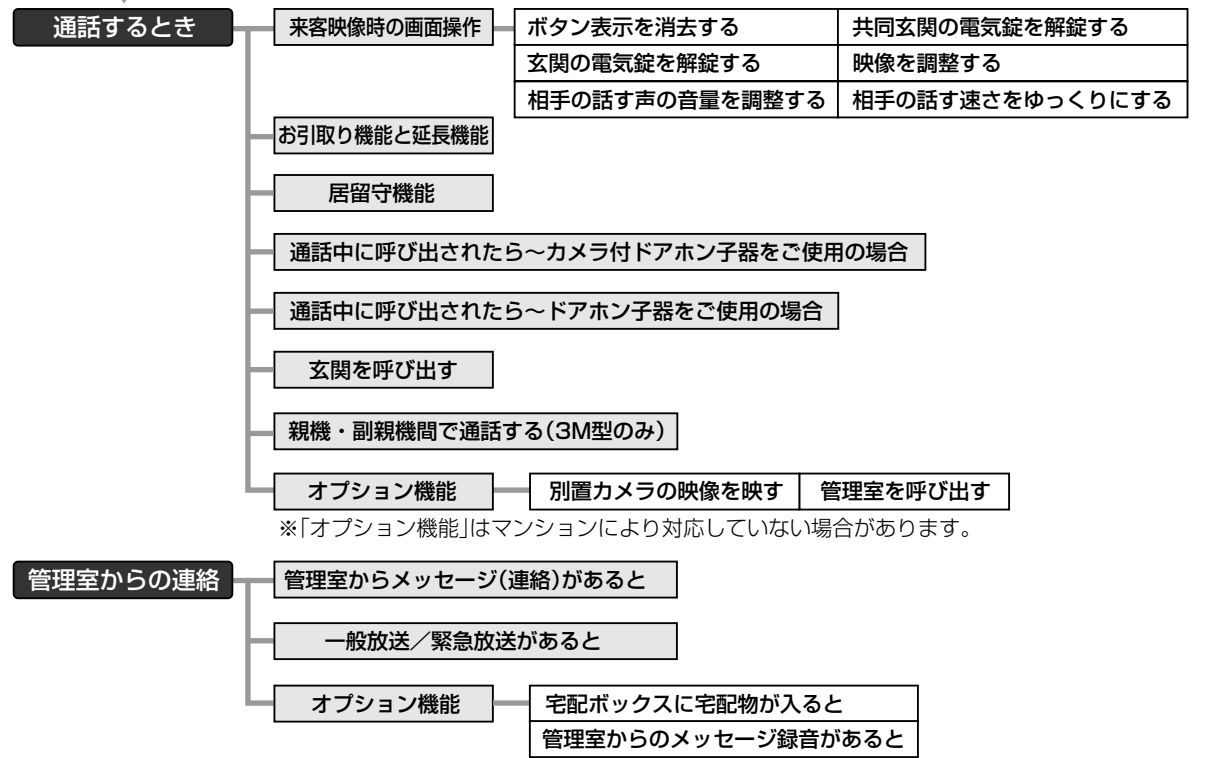 通話するとき
来客映像時の画面操作
ボタン表示を消去する
共同玄関の電気錠を解錠する
玄関の電気錠を解錠する
映像を調整する
相手の話す声の音量を調整する
相手の話す速さをゆっくりにする
お引取り機能と延長機能
居留守機能
通話中に呼び出されたら～カメラ付ドアホン子器をご使用の場合
通話中に呼び出されたら～ドアホン子器をご使用の場合
玄関を呼び出す
親機・副親機間で通話する(3M型のみ)
オプション機能
別置カメラの映像を映す
管理室を呼び出す
※「オプション機能」はマンションにより対応していない場合があります。
管理室からの連絡
管理室からメッセージ(連絡)があると
一般放送／緊急放送があると
オプション機能
宅配ボックスに宅配物が入ると
管理室からのメッセージ録音があると